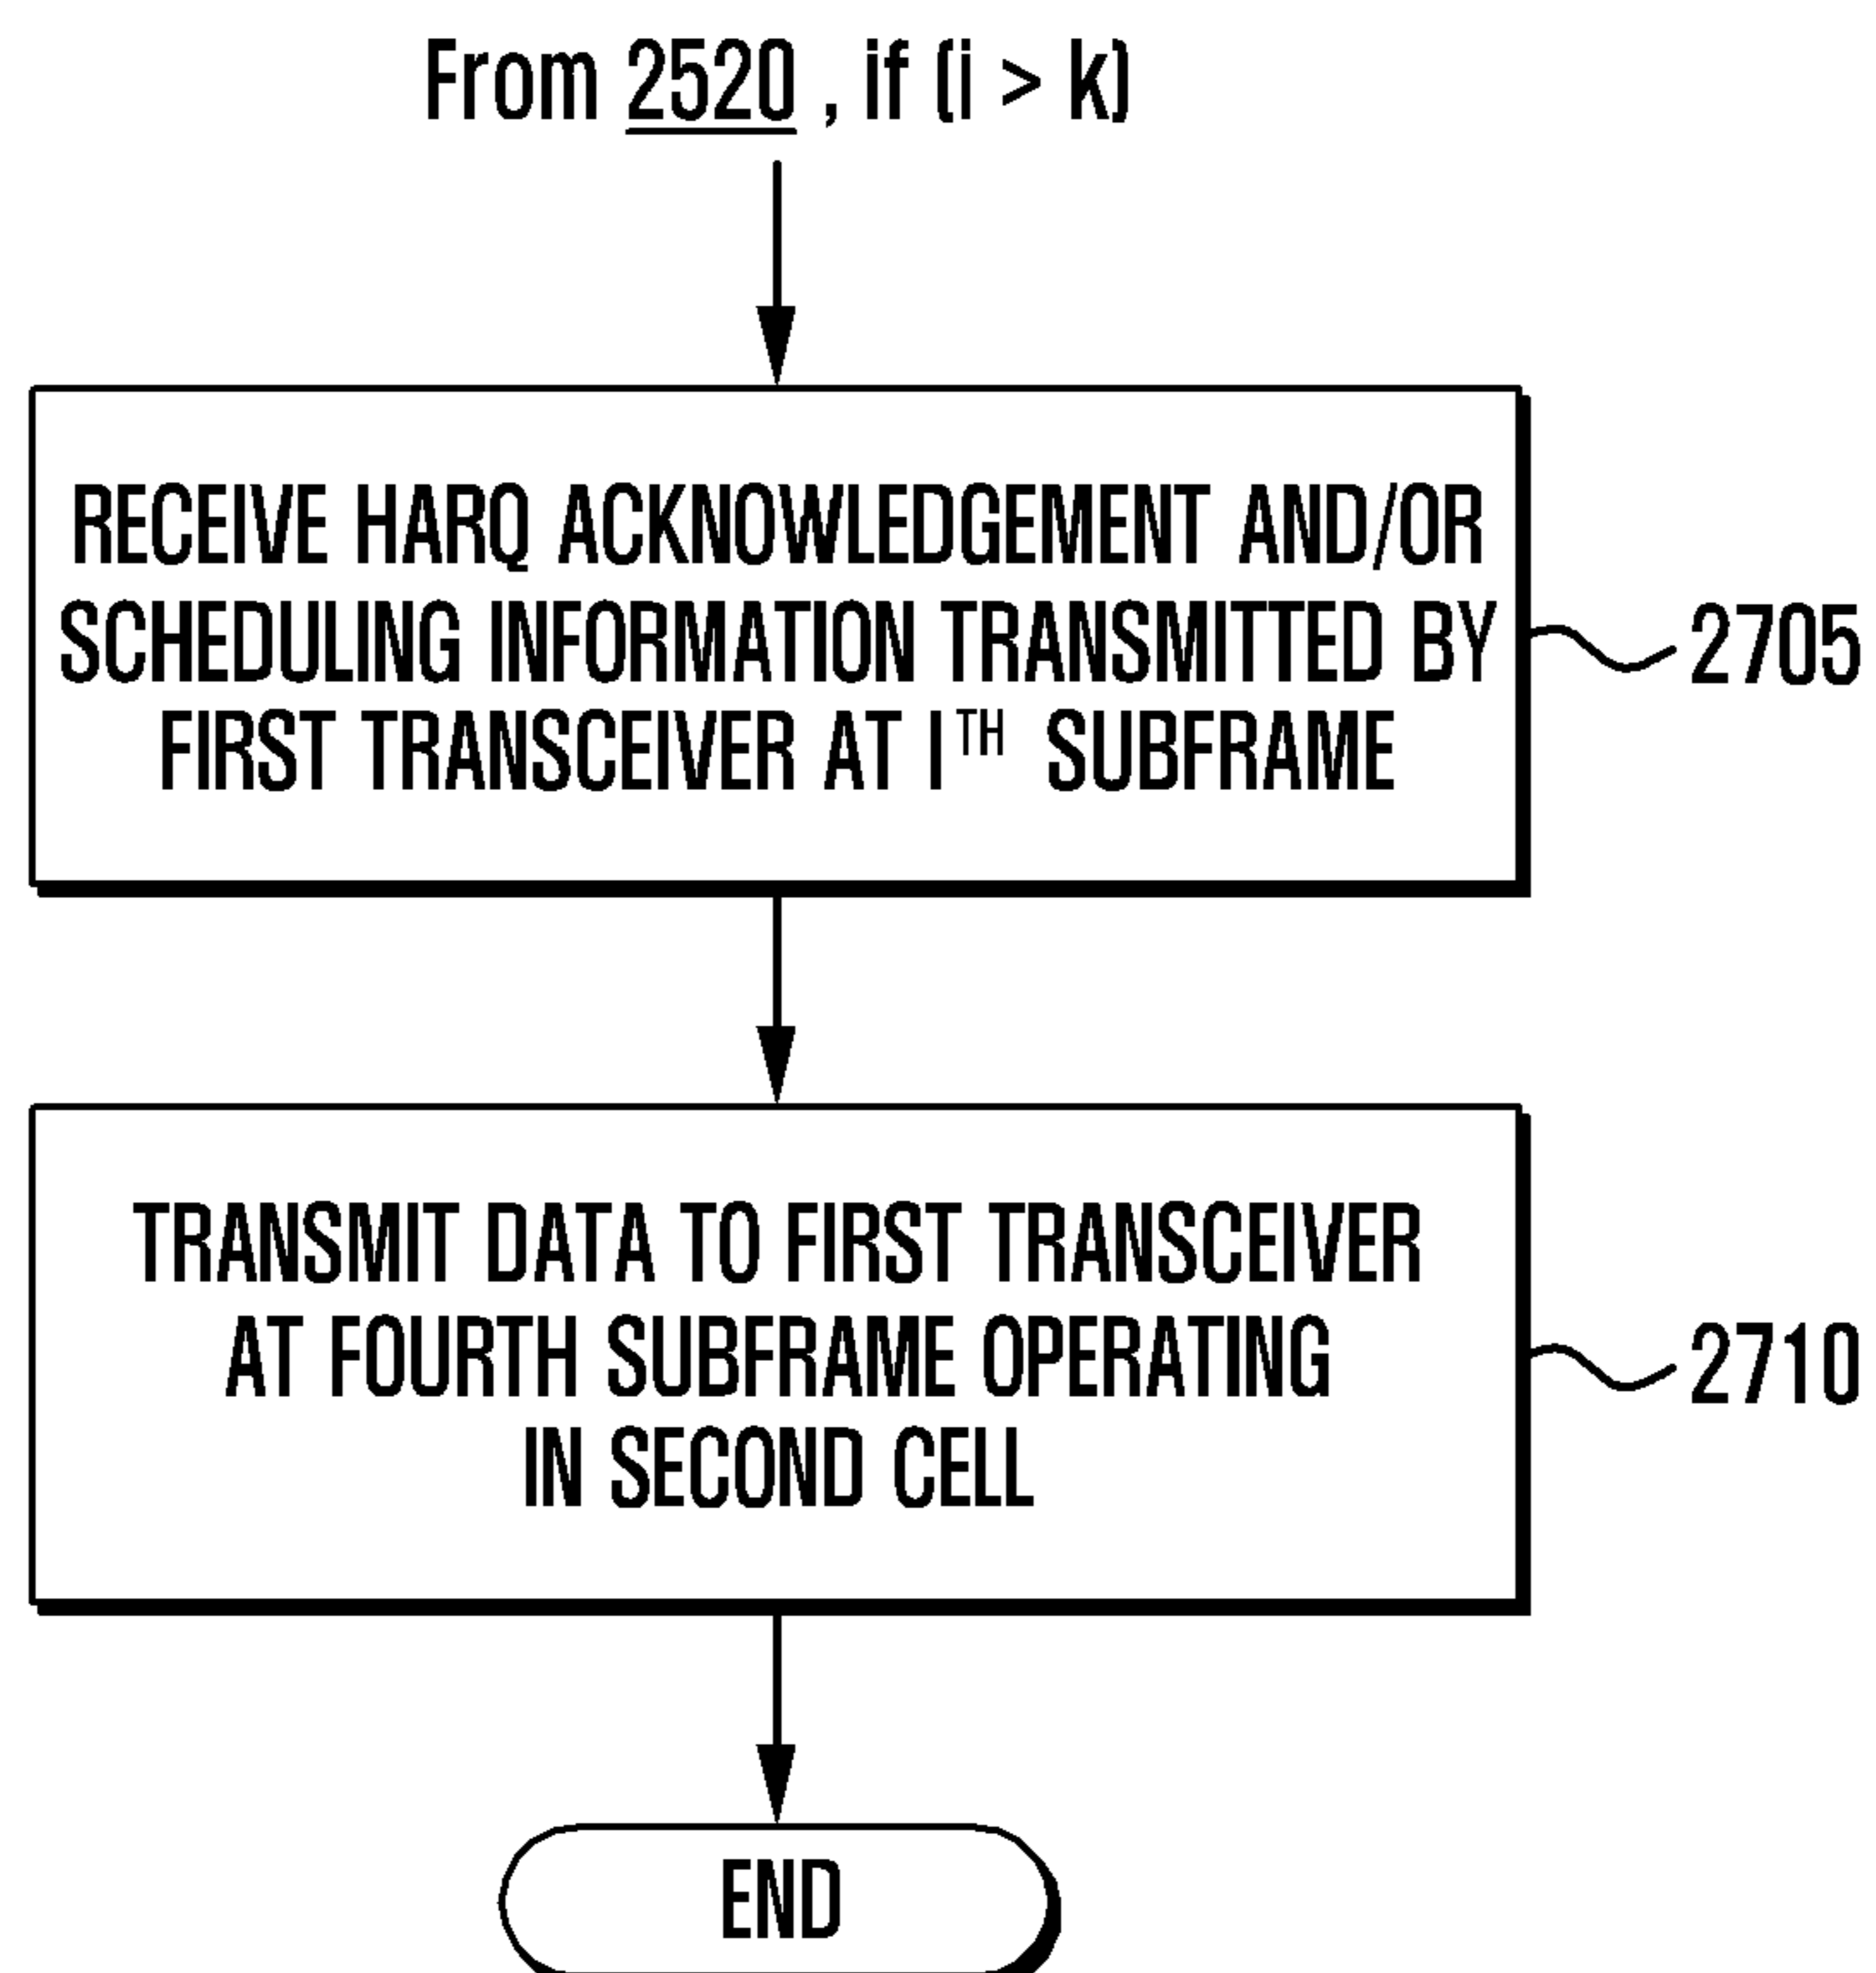 From 2520 , if (i > k)
RECEIVE HARQ ACKNOWLEDGEMENT AND/OR
SCHEDULING INFORMATION TRANSMITTED BY
FIRST TRANSCEIVER AT ITH SUBFRAME
2705
TRANSMIT DATA TO FIRST TRANSCEIVER
AT FOURTH SUBFRAME OPERATING
IN SECOND CELL
2710
END